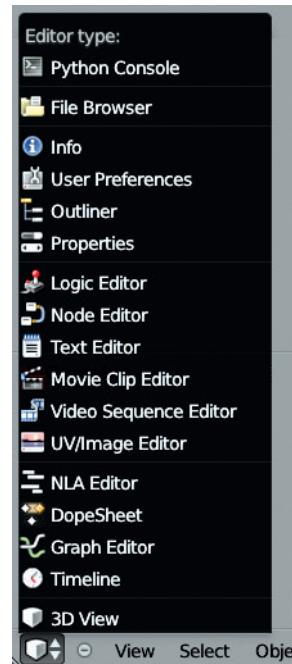 Editor type:
Python Console
File Browser
Info
User Preferences
Outliner
Properties
Logic Editor
Node Editor
Text Editor
Movie Clip Editor
Video Sequence Editor
UV/Image Editor
NLA Editor
DopeSheet
Graph Editor
Timeline
3D View
View Select Obje